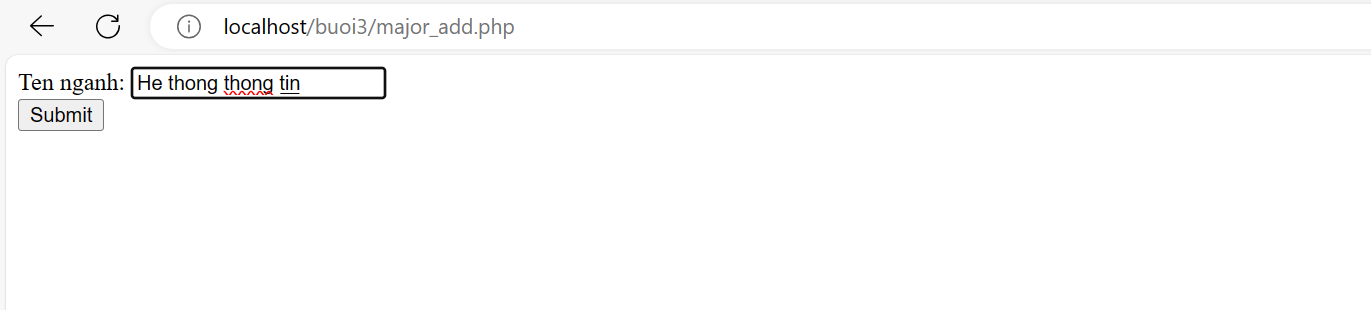 localhost/buoi3/major_add.php
Ten nganh: He thong thong tin
Submit